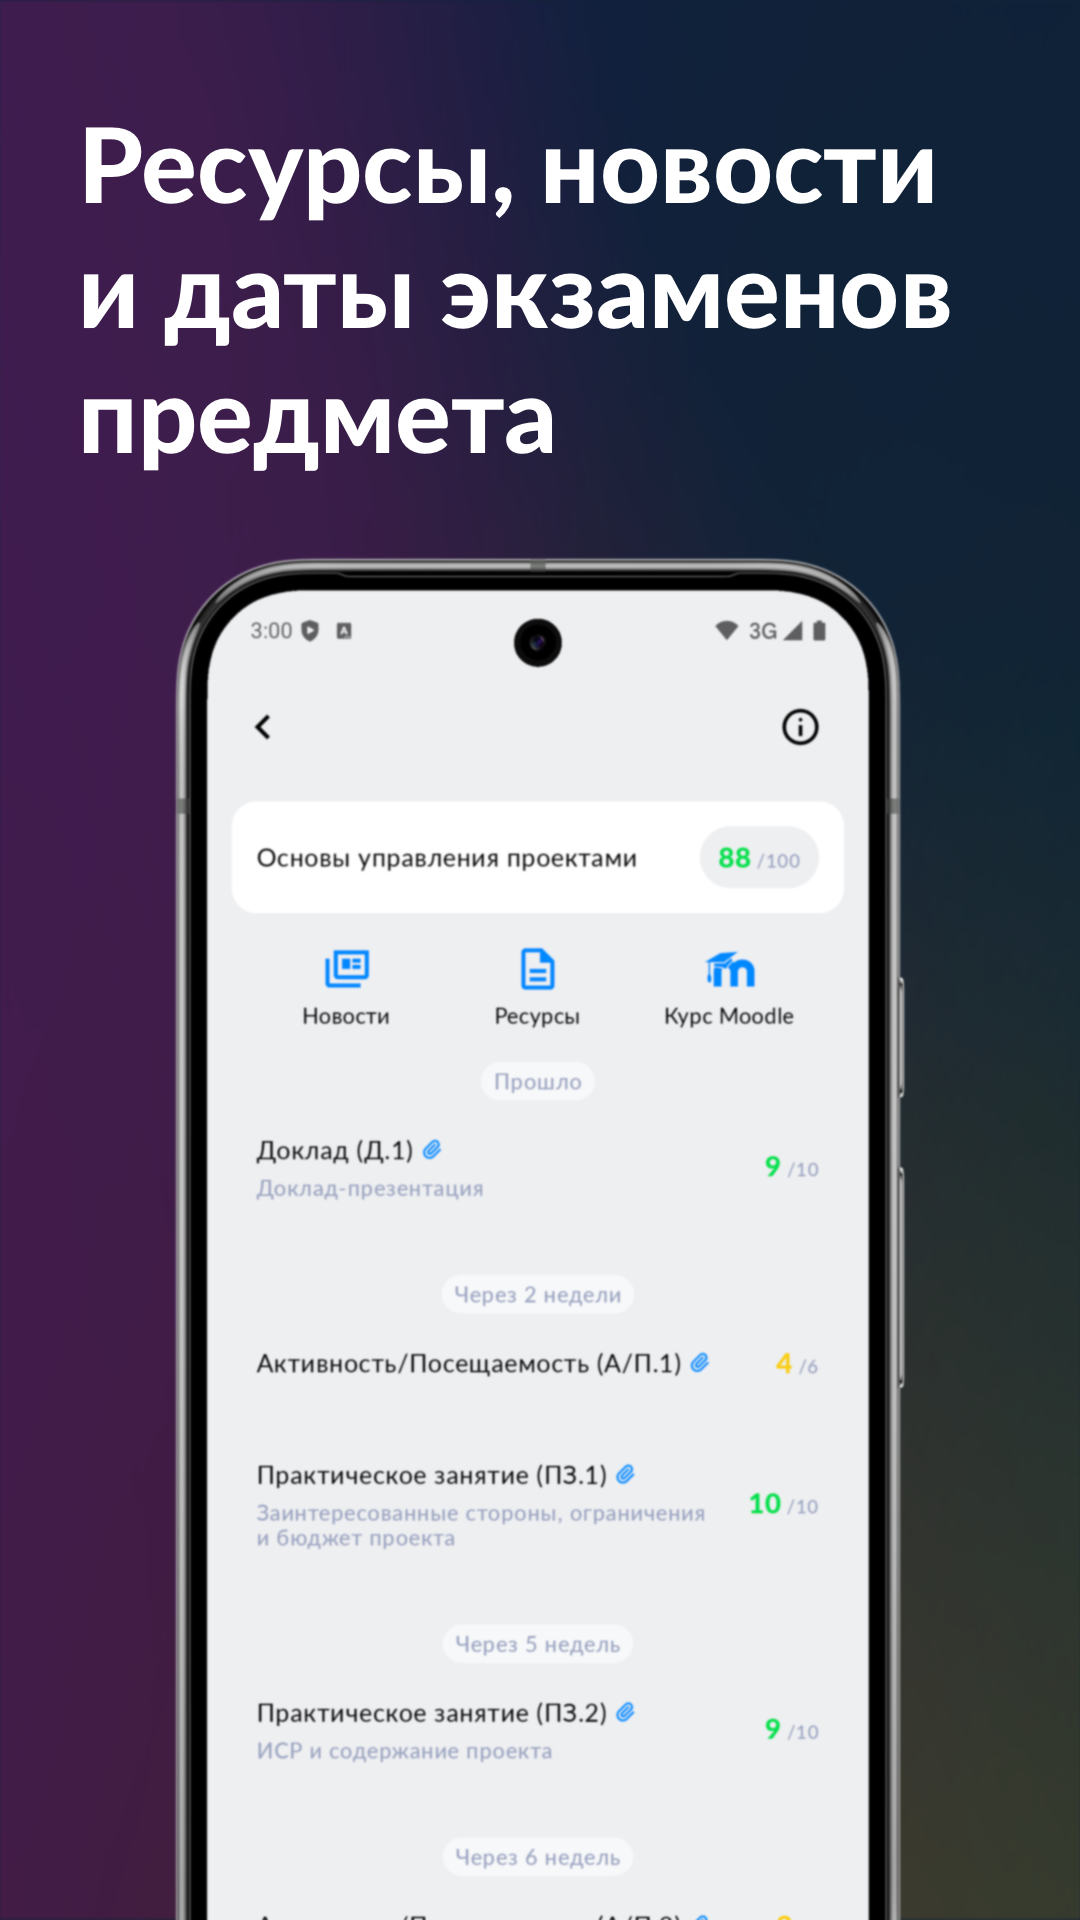 Ресурсы, новости
и даты экзаменов
предмета
3:00
3G
Основы управления проектами
88 /100
Новости
Ресурсы
Курс Moodle
Прошло
Доклад (Д.1)
9 /10
Доклад-презентация
Через 2 недели
Активность/Посещаемость (А/П.1)
4 /6
Практическое занятие (ПЗ.1)
Заинтересованные стороны, ограничения
и бюджет проекта
10 /10
Через 5 недель
Практическое занятие (ПЗ.2)
9 /10
ИСР и содержание проекта
Через 6 недель